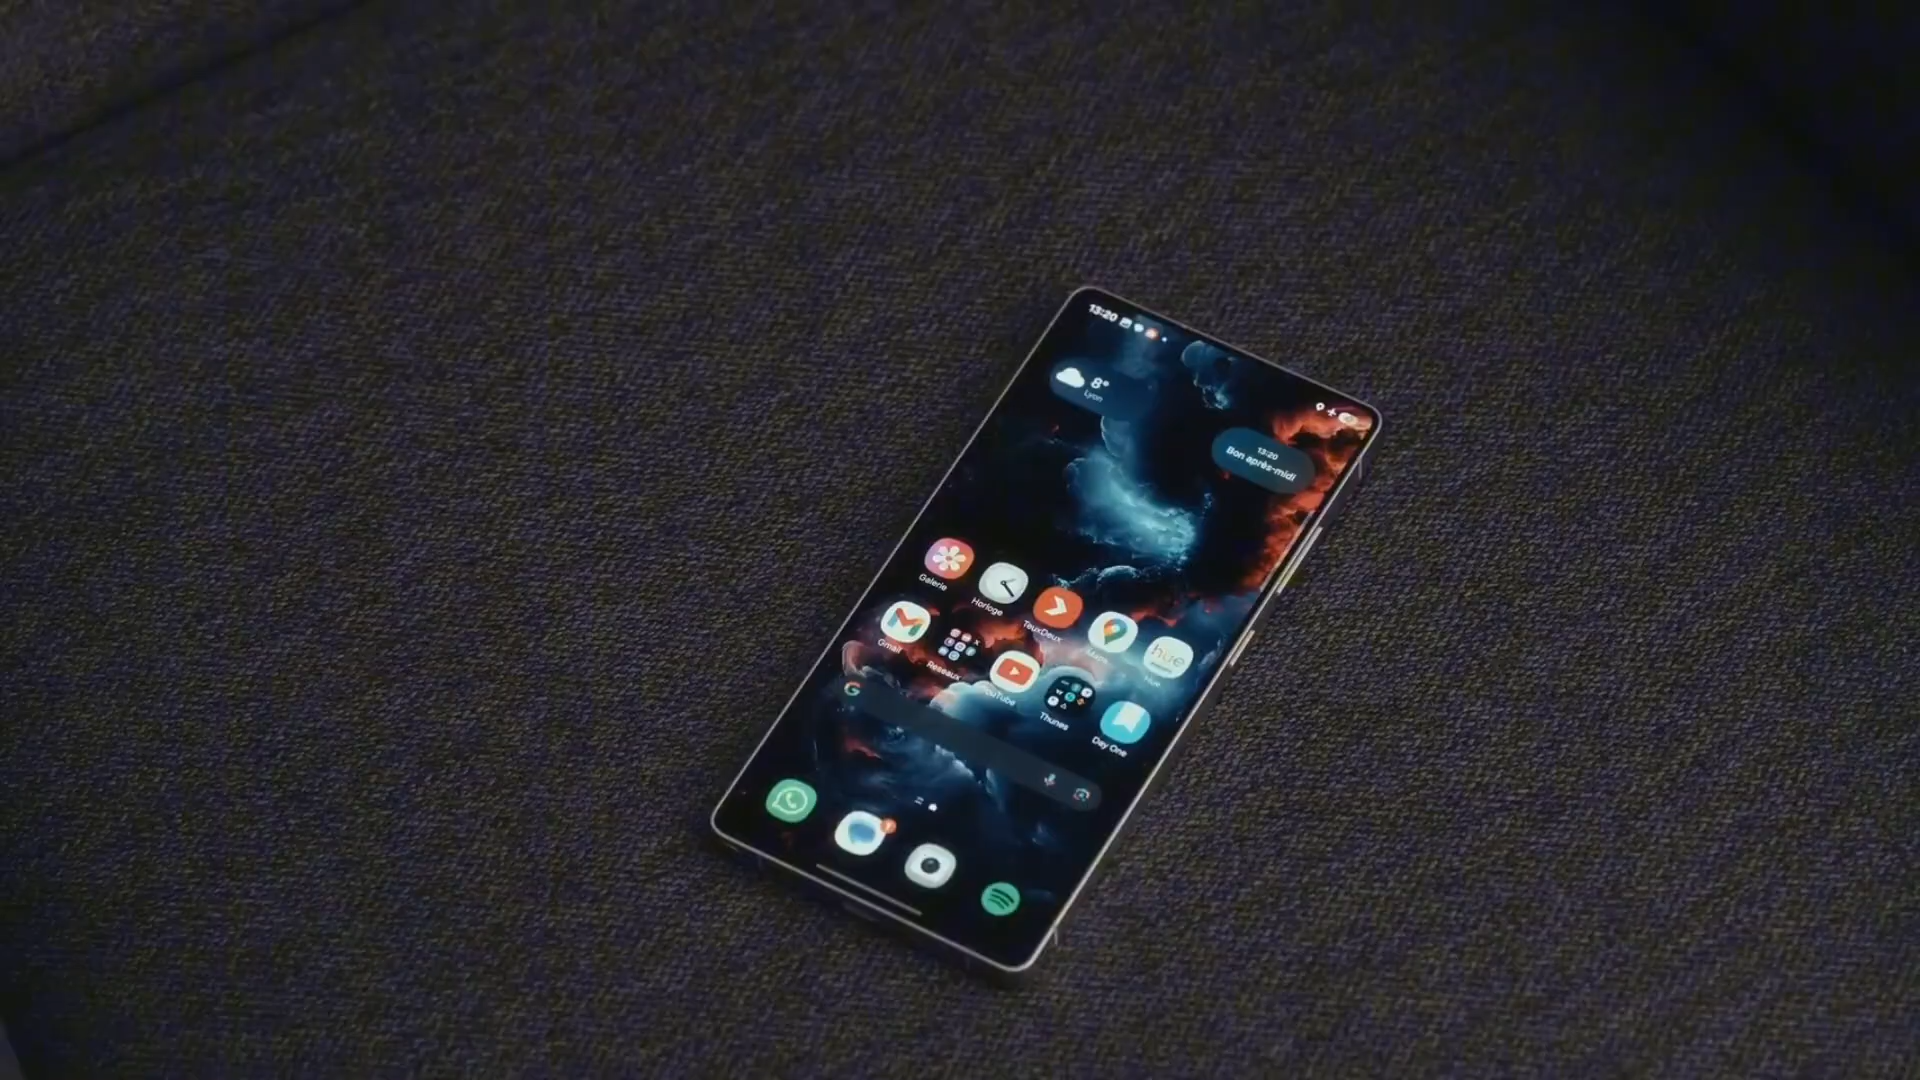 13:20
8°
Lyon
13:20
Bon après-midi
Galerie
Horloge
TeuxDeux
Maps
hue
Hue
Gmail
Réseaux
YouTube
Thunes
Day One